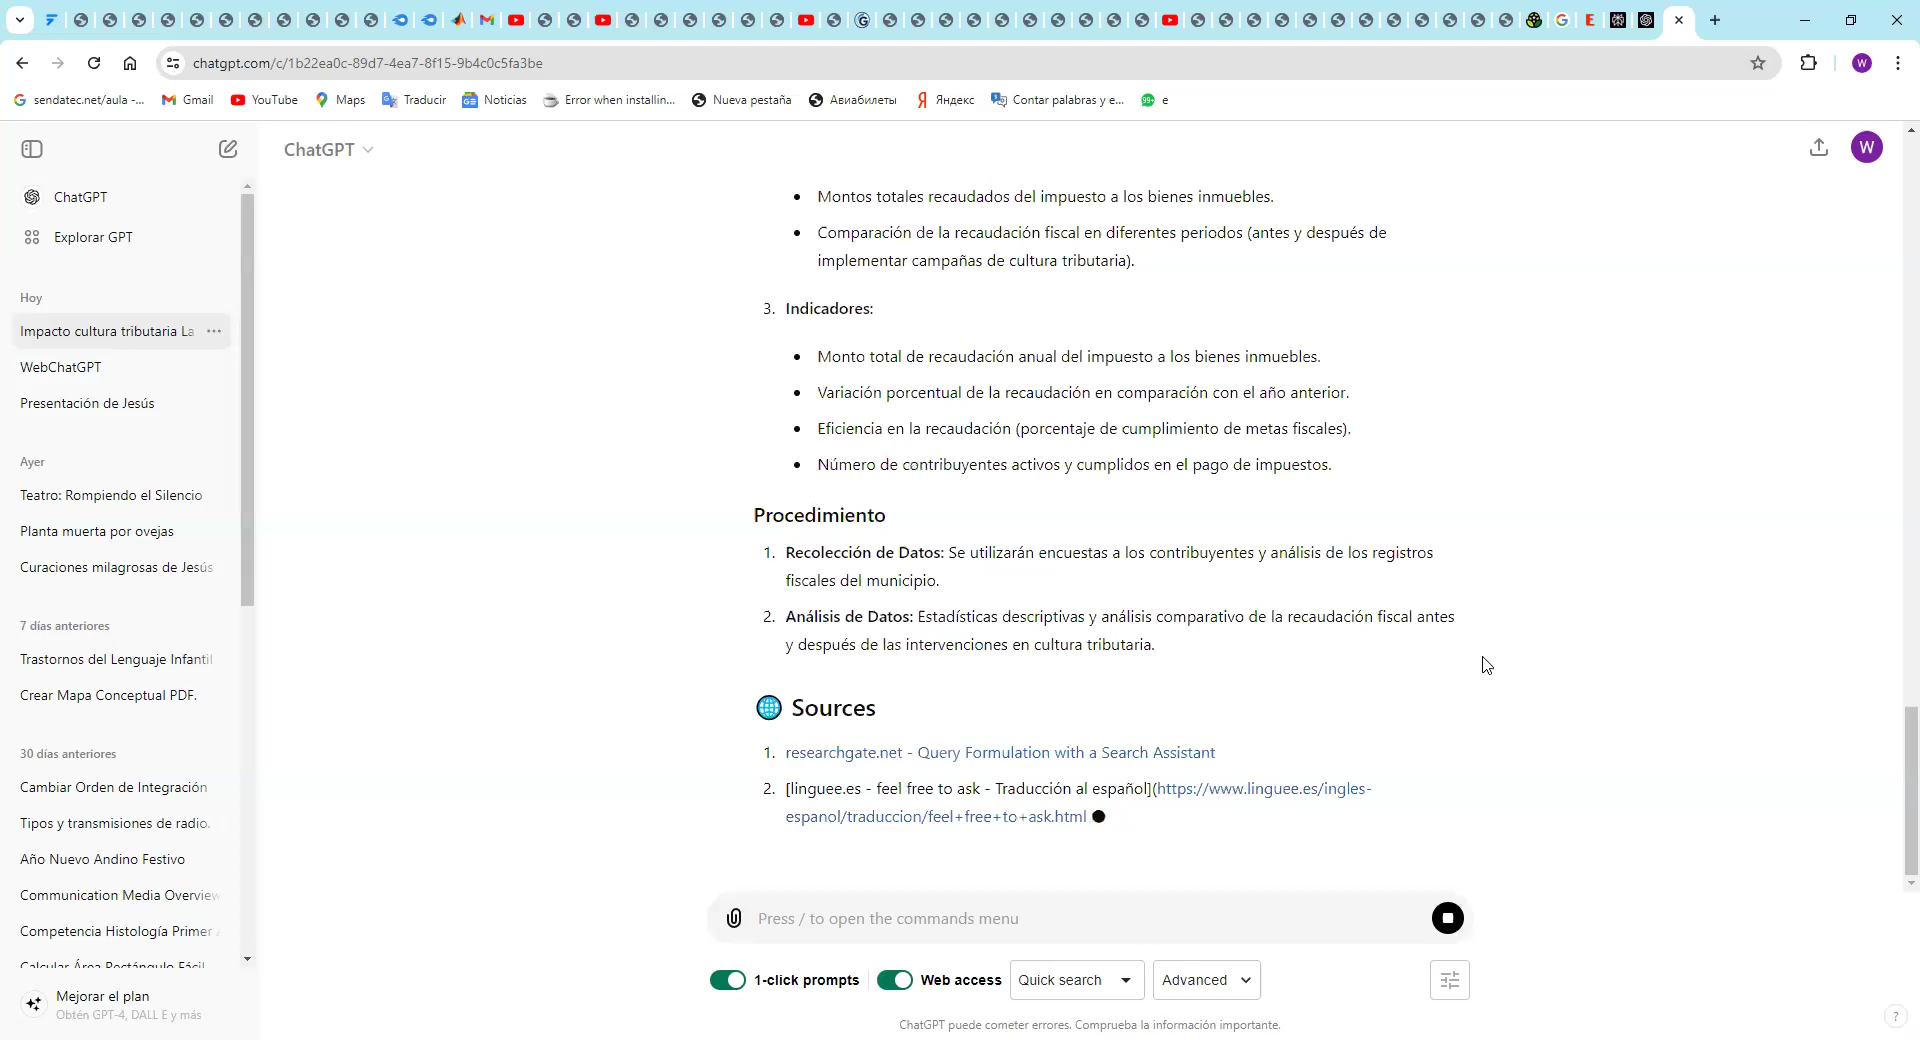 chatgpt.com/c/1b22ea0c-89d7-4ea7-8f15-9b4c0c5fa3be
W
sendatec.net/aula -...
Gmail
YouTube
Maps
Traducir
Noticias
Error when installin...
Nueva pestaña
Авиабилеты
Яндекс
Contar palabras y e...
99+
e
ChatGPT
W
ChatGPT
Explorar GPT
Hoy
Impacto cultura tributaria La
WebChatGPT
Presentación de Jesús
Ayer
Teatro: Rompiendo el Silencio
Planta muerta por ovejas
Curaciones milagrosas de Jesús
7 días anteriores
Trastornos del Lenguaje Infantil
Crear Mapa Conceptual PDF.
30 días anteriores
Cambiar Orden de Integración
Tipos y transmisiones de radio.
Año Nuevo Andino Festivo
Communication Media Overview
Competencia Histología Primer
Calcular Área Rectángulo Fácil
Mejorar el plan
Obtén GPT-4, DALL E y más
• Montos totales recaudados del impuesto a los bienes inmuebles.
• Comparación de la recaudación fiscal en diferentes periodos (antes y después de
implementar campañas de cultura tributaria).
3. Indicadores:
• Monto total de recaudación anual del impuesto a los bienes inmuebles.
• Variación porcentual de la recaudación en comparación con el año anterior.
• Eficiencia en la recaudación (porcentaje de cumplimiento de metas fiscales).
• Número de contribuyentes activos y cumplidos en el pago de impuestos.
Procedimiento
1. Recolección de Datos: Se utilizarán encuestas a los contribuyentes y análisis de los registros
fiscales del municipio.
2. Análisis de Datos: Estadísticas descriptivas y análisis comparativo de la recaudación fiscal antes
y después de las intervenciones en cultura tributaria.
Sources
1. researchgate.net - Query Formulation with a Search Assistant
2. [linguee.es - feel free to ask - Traducción al español](https://www.linguee.es/ingles-
espanol/traduccion/feel+free+to+ask.html
Press / to open the commands menu
1-click prompts
Web access
Quick search
Advanced
ChatGPT puede cometer errores. Comprueba la información importante.
?